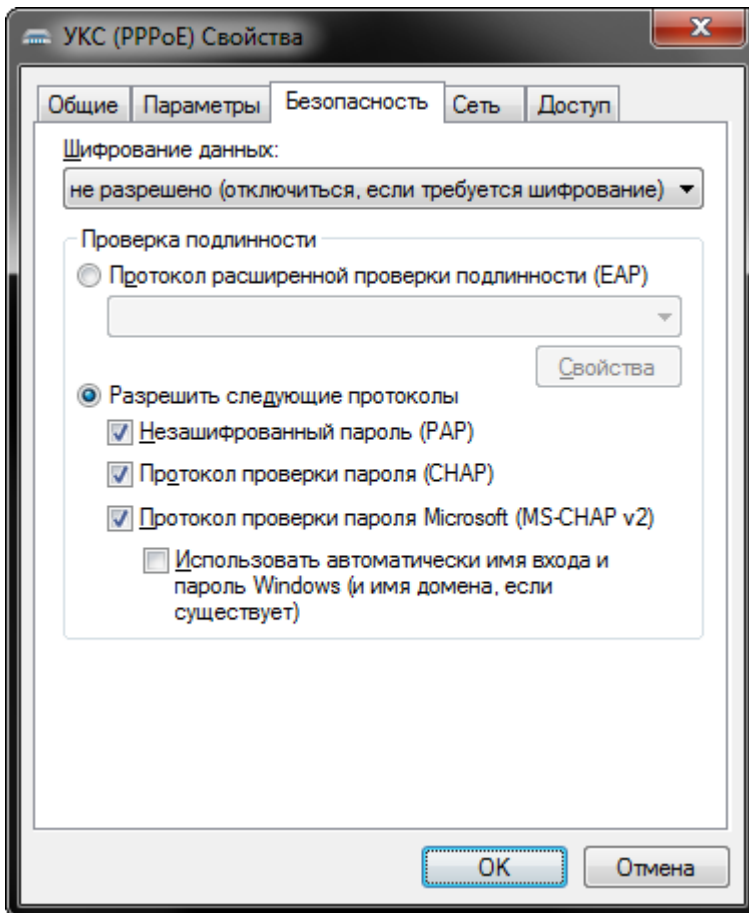 УКС (PPPoE) Свойства
Общие Параметры Безопасность Сеть Доступ
Шифрование данных:
не разрешено (отключиться, если требуется шифрование)
Проверка подлинности
Протокол расширенной проверки подлинности (EAP)
Свойства
Разрешить следующие протоколы
Незашифрованный пароль (PAP)
Протокол проверки пароля (CHAP)
Протокол проверки пароля Microsoft (MS-CHAP v2)
Использовать автоматически имя входа и
пароль Windows (и имя домена, если
существует)
OK Отмена